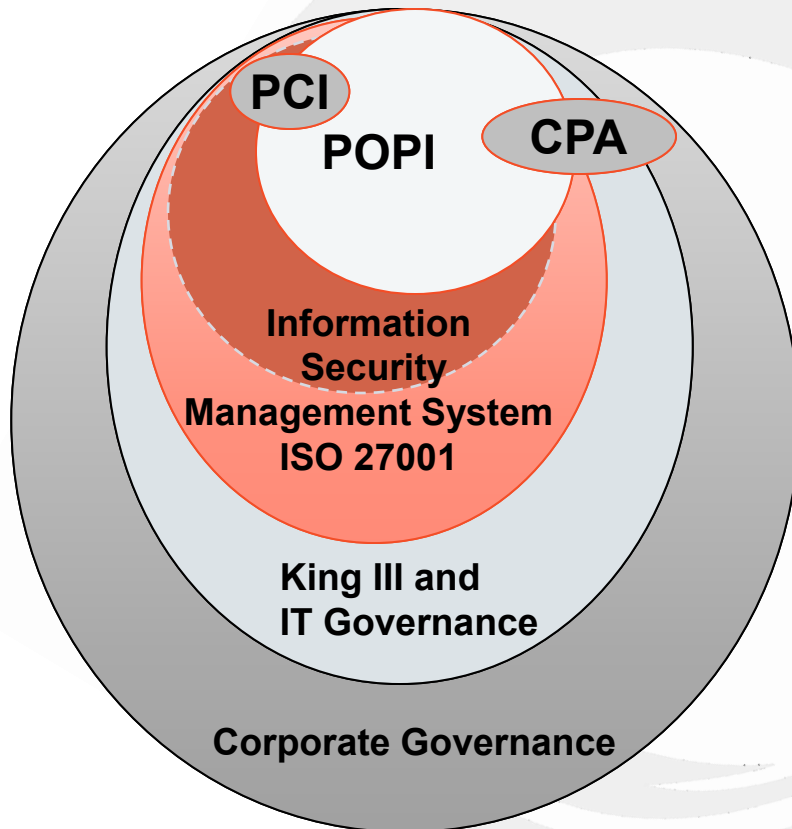 PCI
CPA
POPI
Information
Security
Management System
ISO 27001
King III and
IT Governance
Corporate Governance